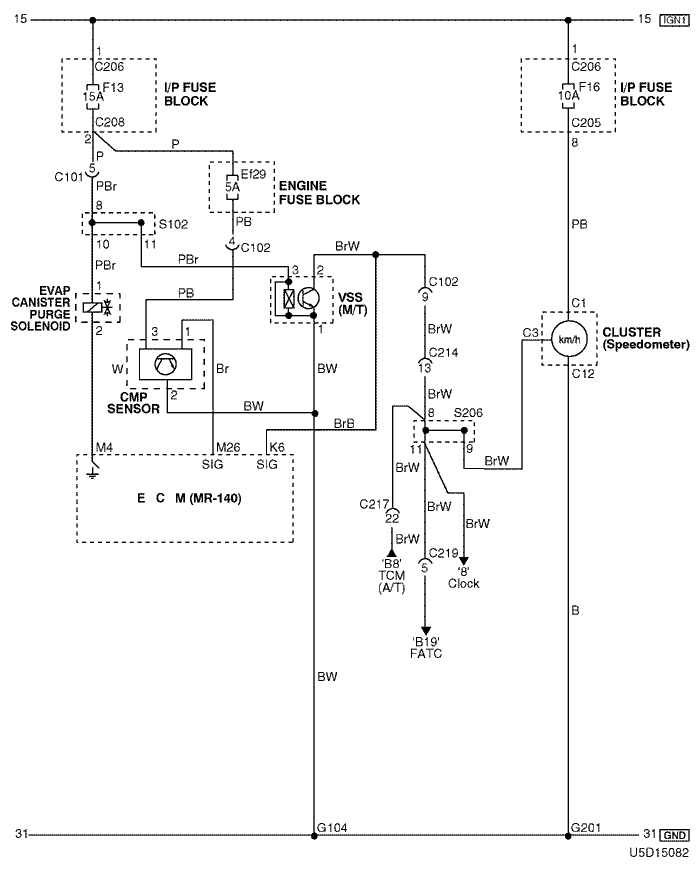 15
15 IGN1
1
C206
F13
15A
I/P FUSE
BLOCK
C208
2
1
C206
F16
10A
I/P FUSE
BLOCK
C205
8
P
P
5
C101
PBr
Ef29
5A
ENGINE
FUSE BLOCK
PB
4
C102
8
S102
10
11
PBr
PBr
PB
BrW
PB
3
2
VSS
(M/T)
1
C102
9
BrW
C214
13
BrW
EVAP
CANISTER
PURGE
SOLENOID
1
2
3
1
W
2
CMP
SENSOR
Br
BW
BW
BrB
C1
C3
km/h
CLUSTER
(Speedometer)
C12
8
S206
11
9
BrW
BrW
M4
M26
SIG
K6
SIG
E C M (MR-140)
C217
22
BrW
BrW
BrW
C219
5
'B8'
TCM
(A/T)
'8'
Clock
'B19'
FATC
B
BW
31
G104
G201
31 GND
U5D15082